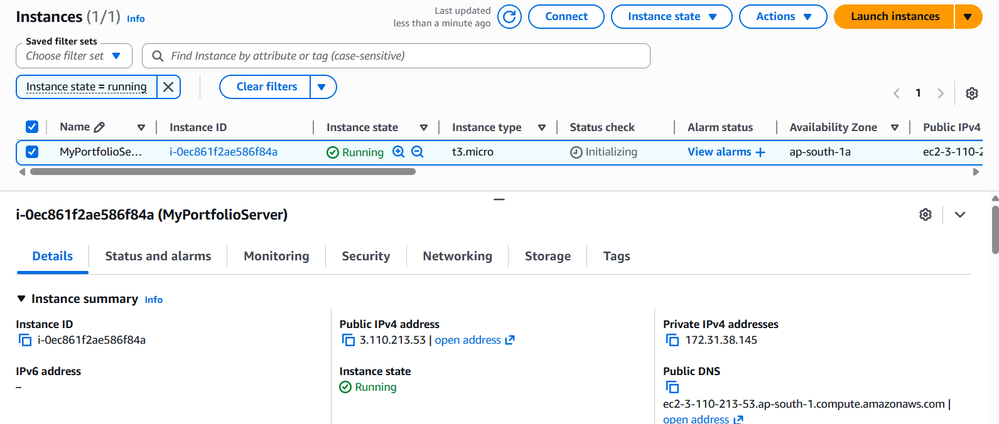 Instances (1/1) Info
Last updated
less than a minute ago
Connect
Instance state
Actions
Launch instances
Saved filter sets
Choose filter set
Find Instance by attribute or tag (case-sensitive)
Instance state = running
Clear filters
1
Name Instance ID Instance state Instance type Status check Alarm status Availability Zone Public IPv4
MyPortfolioSe... i-0ec861f2ae586f84a Running t3.micro Initializing View alarms + ap-south-1a ec2-3-110-2
i-0ec861f2ae586f84a (MyPortfolioServer)
Details Status and alarms Monitoring Security Networking Storage Tags
Instance summary Info
Instance ID
i-0ec861f2ae586f84a
Public IPv4 address
3.110.213.53 | open address
Private IPv4 addresses
172.31.38.145
IPv6 address
–
Instance state
Running
Public DNS
ec2-3-110-213-53.ap-south-1.compute.amazonaws.com |
open address